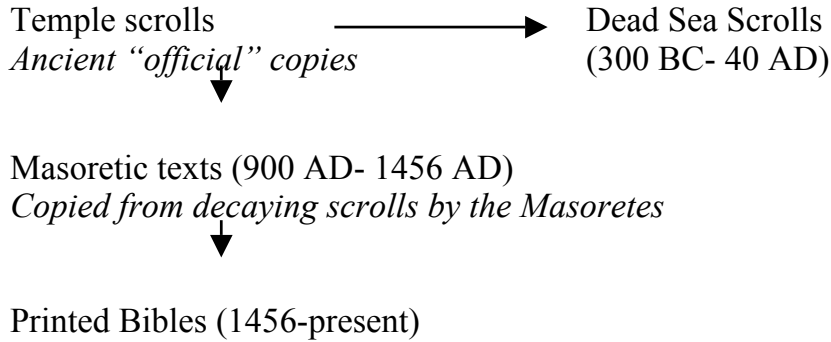 Temple scrolls
Ancient “official” copies
Dead Sea Scrolls
(300 BC- 40 AD)
Masoretic texts (900 AD- 1456 AD)
Copied from decaying scrolls by the Masoretes
Printed Bibles (1456-present)